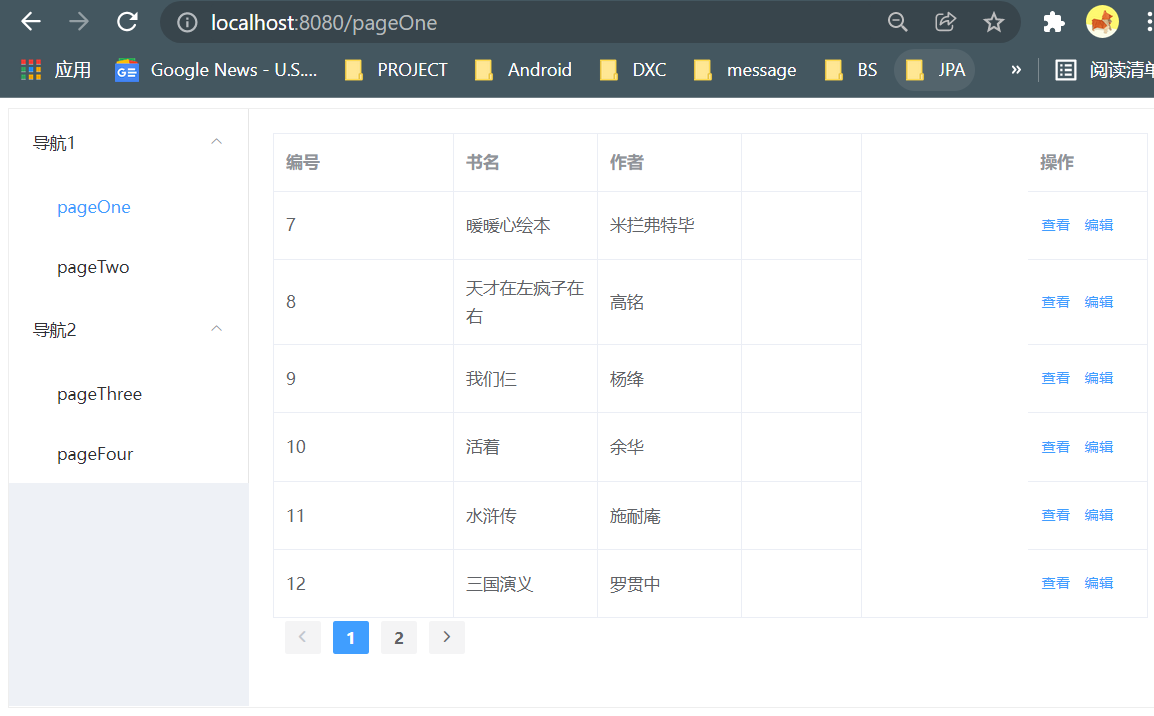 localhost:8080/pageOne
应用 Google News - U.S.... PROJECT Android DXC message BS JPA » 阅读清单
导航1
pageOne
pageTwo
导航2
pageThree
pageFour
编号 书名 作者 操作
7 暖暖心绘本 米拦弗特毕 查看 编辑
8 天才在左疯子在
右 高铭 查看 编辑
9 我们仨 杨绛 查看 编辑
10 活着 余华 查看 编辑
11 水浒传 施耐庵 查看 编辑
12 三国演义 罗贯中 查看 编辑
1 2